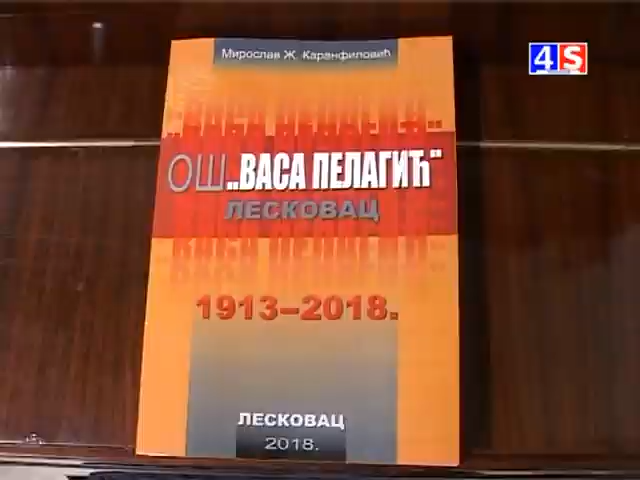 4S
Мирослав Ж. Каранфиловић
ОШ „ВАСА ПЕЛАГИЋ“
ЛЕСКОВАЦ
1913–2018.
ЛЕСКОВАЦ
2018.